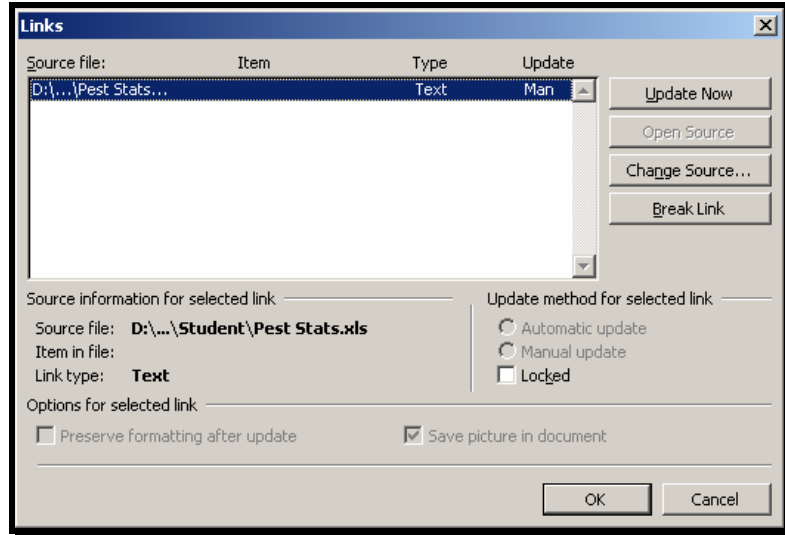 Links
Source file: Item Type Update
D:\...\Pest Stats... Text Man
Update Now
Open Source
Change Source...
Break Link
Source information for selected link
Source file: D:\...\Student\Pest Stats.xls
Item in file:
Link type: Text
Update method for selected link
Automatic update
Manual update
Locked
Options for selected link
Preserve formatting after update
Save picture in document
OK
Cancel